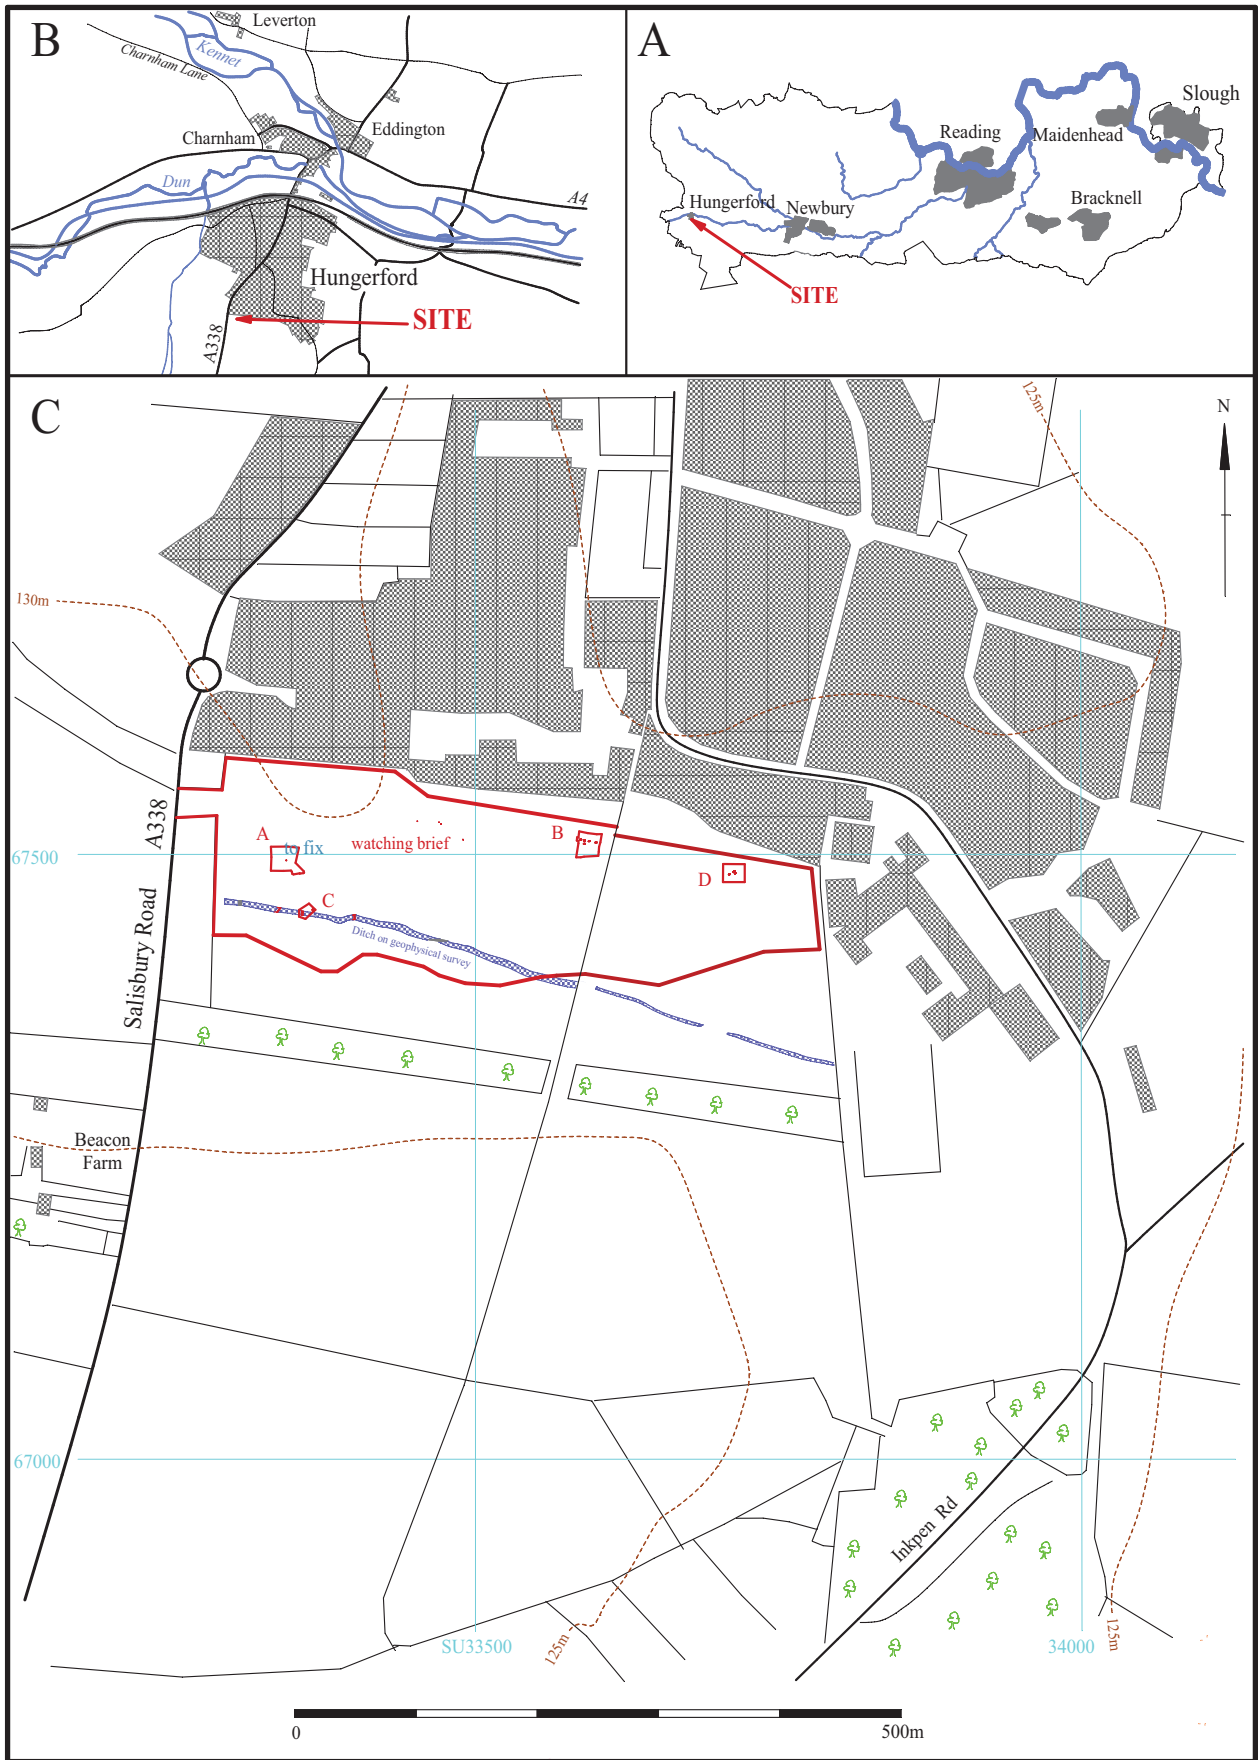 B
Leverton
Kennet
Charnham Lane
Charnham
Eddington
Dun
A4
Hungerford
SITE
A338
A
Slough
Reading
Maidenhead
Hungerford
Newbury
Bracknell
SITE
C
125m
N
130m
A338
A
to fix
watching brief
B
67500
D
C
Ditch on geophysical survey
Salisbury Road
Beacon
Farm
67000
Inkpen Rd
SU33500
125m
34000
125m
0
500m